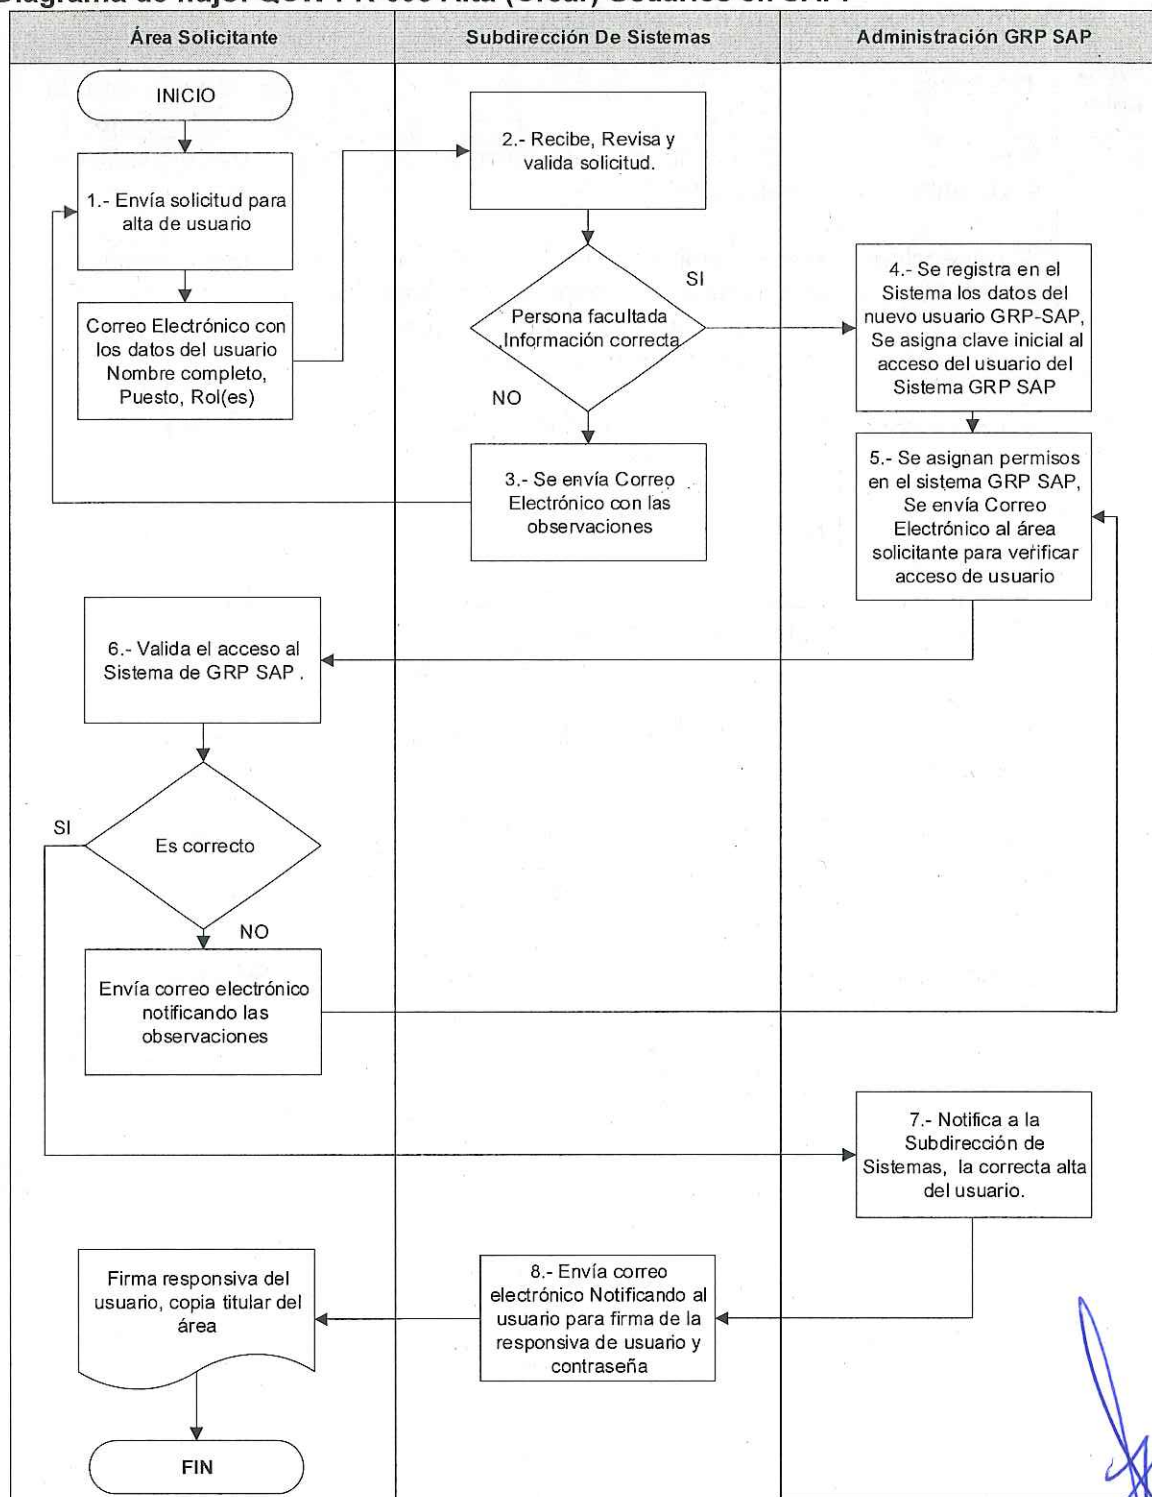 Área Solicitante
Subdirección De Sistemas
Administración GRP SAP
INICIO
1.- Envía solicitud para
alta de usuario
Correo Electrónico con
los datos del usuario
Nombre completo,
Puesto, Rol(es)
2.- Recibe, Revisa y
valida solicitud.
Persona facultada
,Información correcta
SI
NO
3.- Se envía Correo
Electrónico con las
observaciones
4.- Se registra en el
Sistema los datos del
nuevo usuario GRP-SAP,
Se asigna clave inicial al
acceso del usuario del
Sistema GRP SAP
5.- Se asignan permisos
en el sistema GRP SAP,
Se envía Correo
Electrónico al área
solicitante para verificar
acceso de usuario
6.- Valida el acceso al
Sistema de GRP SAP .
Es correcto
SI
NO
Envía correo electrónico
notificando las
observaciones
7.- Notifica a la
Subdirección de
Sistemas, la correcta alta
del usuario.
8.- Envía correo
electrónico Notificando al
usuario para firma de la
responsiva de usuario y
contraseña
Firma responsiva del
usuario, copia titular del
área
FIN